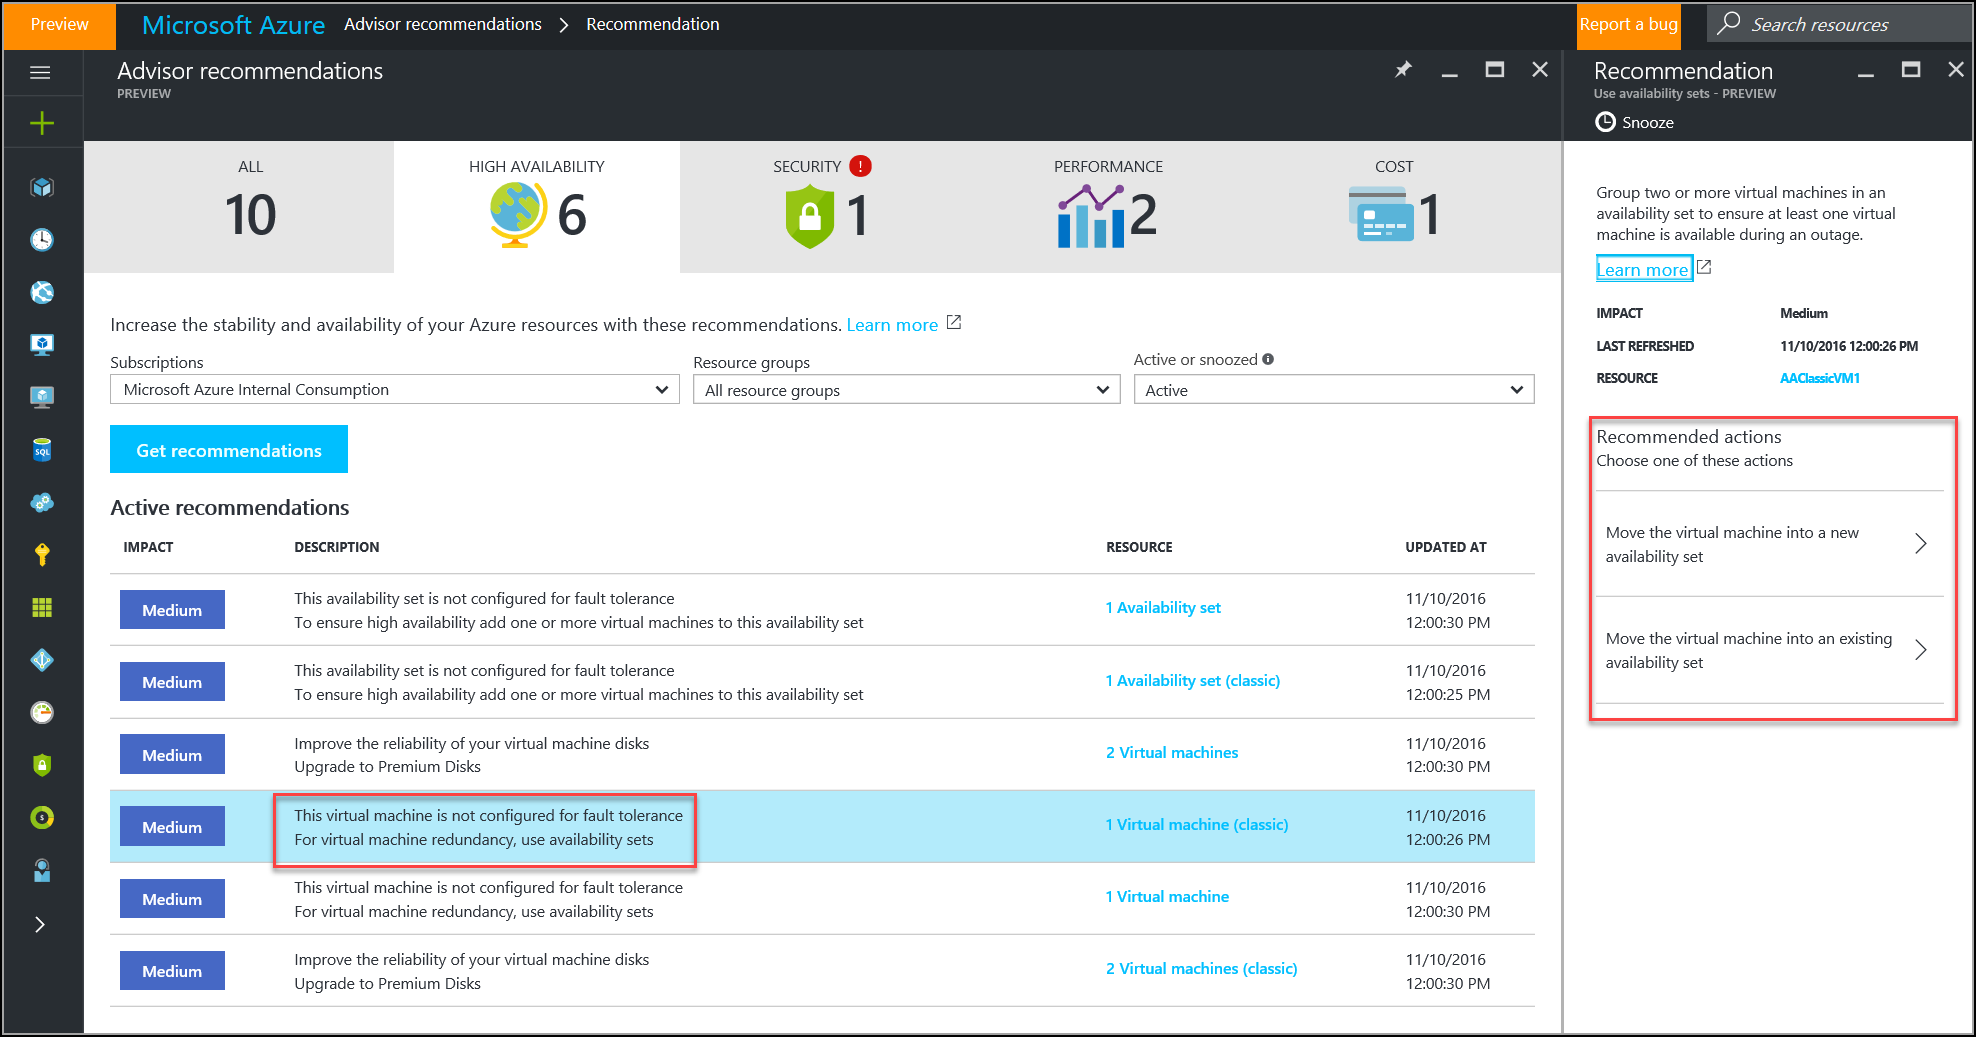 Preview
Microsoft Azure Advisor recommendations > Recommendation
Report a bug
Search resources
Advisor recommendations
PREVIEW
ALL
10
HIGH AVAILABILITY
6
SECURITY !
1
PERFORMANCE
2
COST
1
Increase the stability and availability of your Azure resources with these recommendations. Learn more
Subscriptions
Microsoft Azure Internal Consumption
Resource groups
All resource groups
Active or snoozed
Active
Get recommendations
Active recommendations
IMPACT DESCRIPTION RESOURCE UPDATED AT
Medium
This availability set is not configured for fault tolerance
To ensure high availability add one or more virtual machines to this availability set
1 Availability set
11/10/2016
12:00:30 PM
Medium
This availability set is not configured for fault tolerance
To ensure high availability add one or more virtual machines to this availability set
1 Availability set (classic)
11/10/2016
12:00:25 PM
Medium
Improve the reliability of your virtual machine disks
Upgrade to Premium Disks
2 Virtual machines
11/10/2016
12:00:30 PM
Medium
This virtual machine is not configured for fault tolerance
For virtual machine redundancy, use availability sets
1 Virtual machine (classic)
11/10/2016
12:00:26 PM
Medium
This virtual machine is not configured for fault tolerance
For virtual machine redundancy, use availability sets
1 Virtual machine
11/10/2016
12:00:30 PM
Medium
Improve the reliability of your virtual machine disks
Upgrade to Premium Disks
2 Virtual machines (classic)
11/10/2016
12:00:30 PM
Recommendation
Use availability sets - PREVIEW
Snooze
Group two or more virtual machines in an
availability set to ensure at least one virtual
machine is available during an outage.
Learn more
IMPACT Medium
LAST REFRESHED 11/10/2016 12:00:26 PM
RESOURCE AAClassicVM1
Recommended actions
Choose one of these actions
Move the virtual machine into a new
availability set
Move the virtual machine into an existing
availability set
SQL